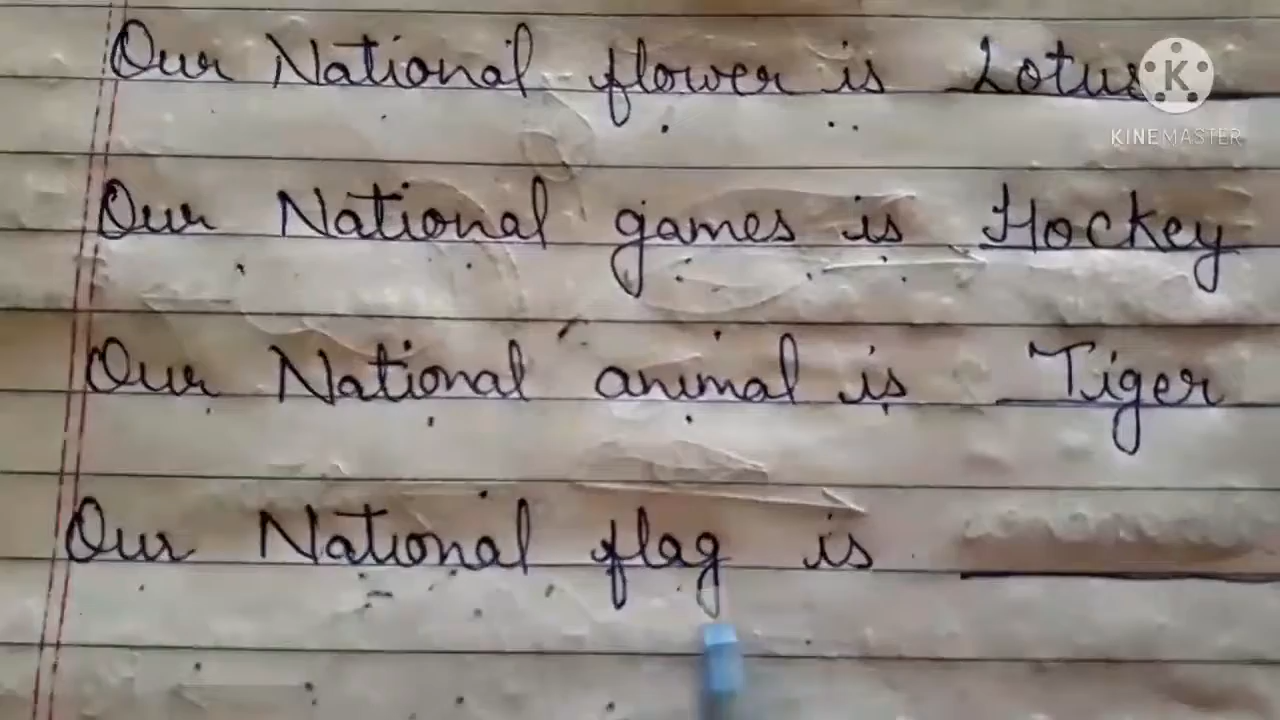 Our National flower is Lotus
KINEMASTER
Our National games is Hockey
Our National animal is Tiger
Our National flag is